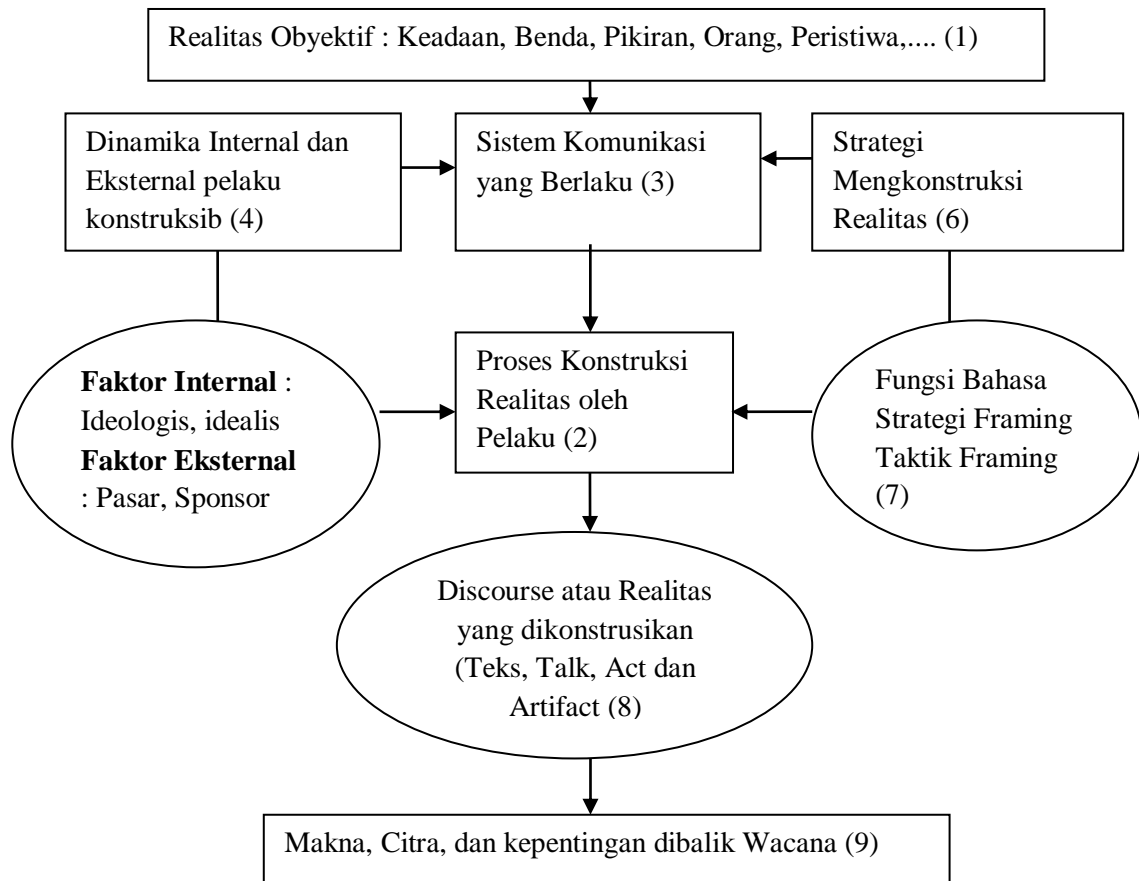 Realitas Obyektif : Keadaan, Benda, Pikiran, Orang, Peristiwa,.... (1)
Dinamika Internal dan
Eksternal pelaku
konstruksib (4)
Sistem Komunikasi
yang Berlaku (3)
Strategi
Mengkonstruksi
Realitas (6)
Faktor Internal :
Ideologis, idealis
Faktor Eksternal
: Pasar, Sponsor
Proses Konstruksi
Realitas oleh
Pelaku (2)
Fungsi Bahasa
Strategi Framing
Taktik Framing
(7)
Discourse atau Realitas
yang dikonstrusikan
(Teks, Talk, Act dan
Artifact (8)
Makna, Citra, dan kepentingan dibalik Wacana (9)